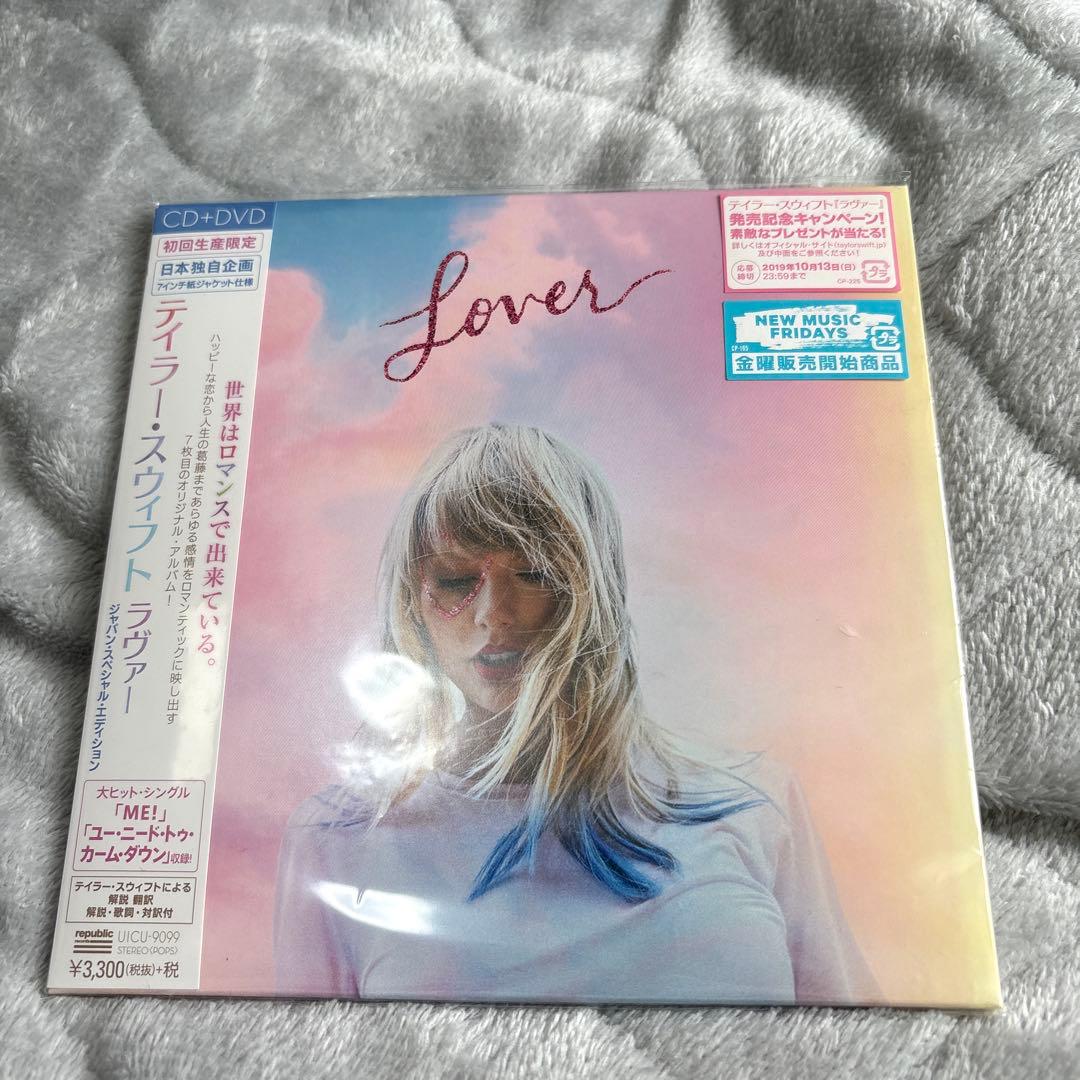 CD+DVD
初回生産限定
日本独自企画
7インチ紙ジャケット仕様
テイラー・スウィフト ラヴァー
ジャパン・スペシャル・エディション
世界はロマンスで出来ている。
ハッピーな恋から人生の葛藤まであらゆる感情をロマンティックに映し出す
7枚目のオリジナル・アルバム!
大ヒット・シングル
「ME!」
「ユー・ニード・トゥ・
カーム・ダウン」収録!
テイラー・スウィフトによる
解説 翻訳
解説・歌詞・対訳付
republic
records
UICU-9099
STEREO〈POPS〉
¥3,300(税抜)+税
Lover
テイラー・スウィフト『ラヴァー』
発売記念キャンペーン!
素敵なプレゼントが当たる!
詳しくはオフィシャル・サイト(taylorswift.jp)
及び中面をご参照ください!
応募
締切
2019年10月13日(日)
23:59まで
プラ
CP-225
NEW MUSIC
FRIDAYS
プラ
CP-165
金曜販売開始商品